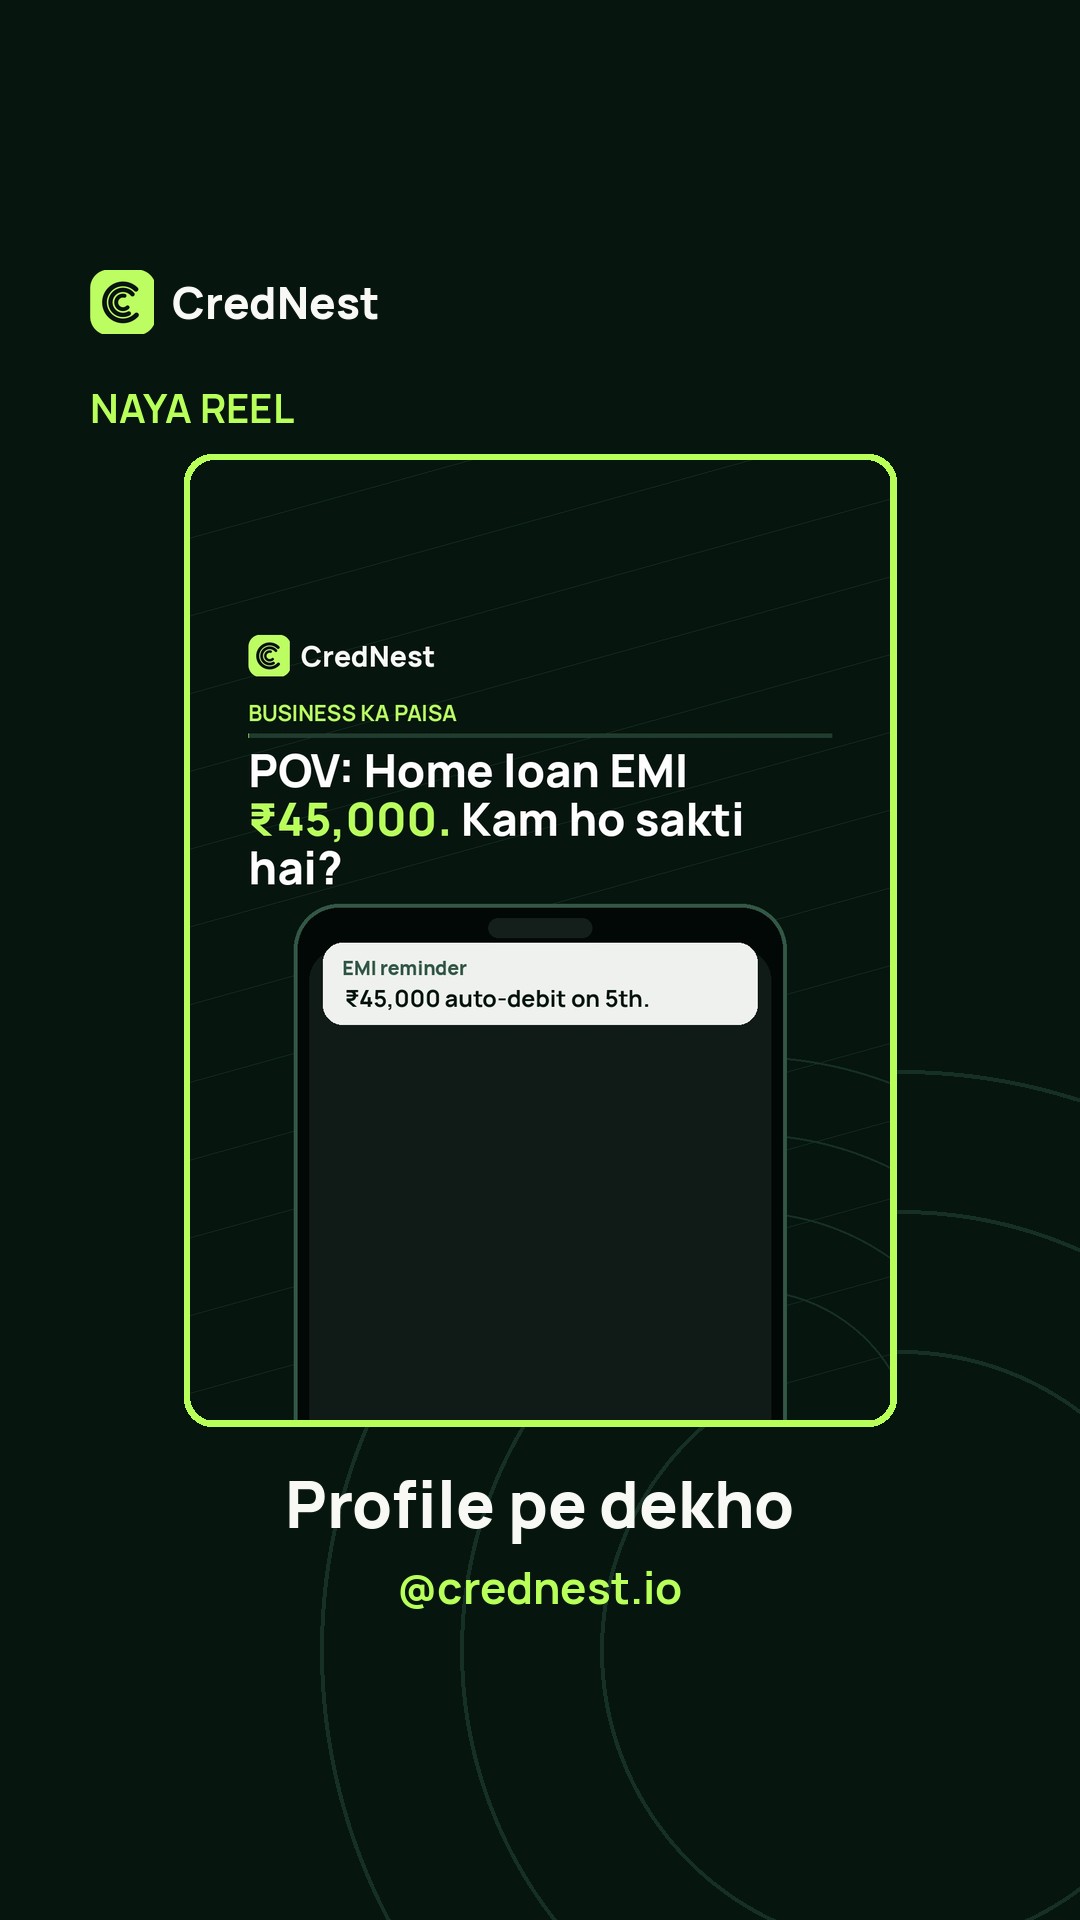 CredNest
NAYA REEL
CredNest
BUSINESS KA PAISA
POV: Home loan EMI
₹45,000. Kam ho sakti
hai?
EMI reminder
₹45,000 auto-debit on 5th.
Profile pe dekho
@crednest.io